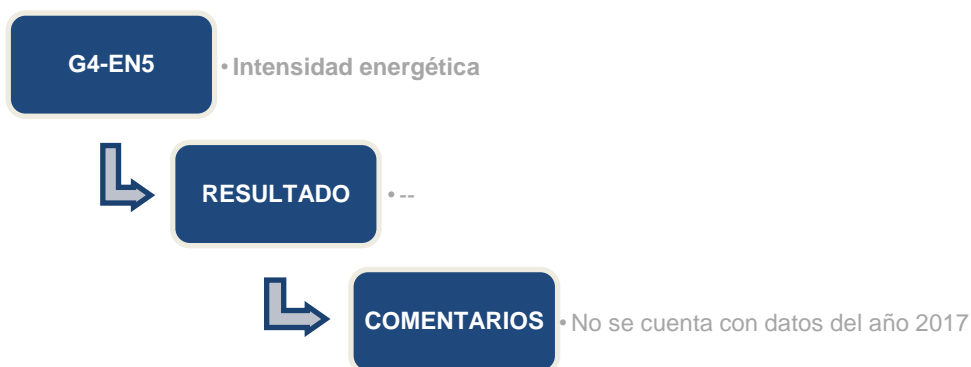 G4-EN5
• Intensidad energética
RESULTADO
• --
COMENTARIOS
• No se cuenta con datos del año 2017